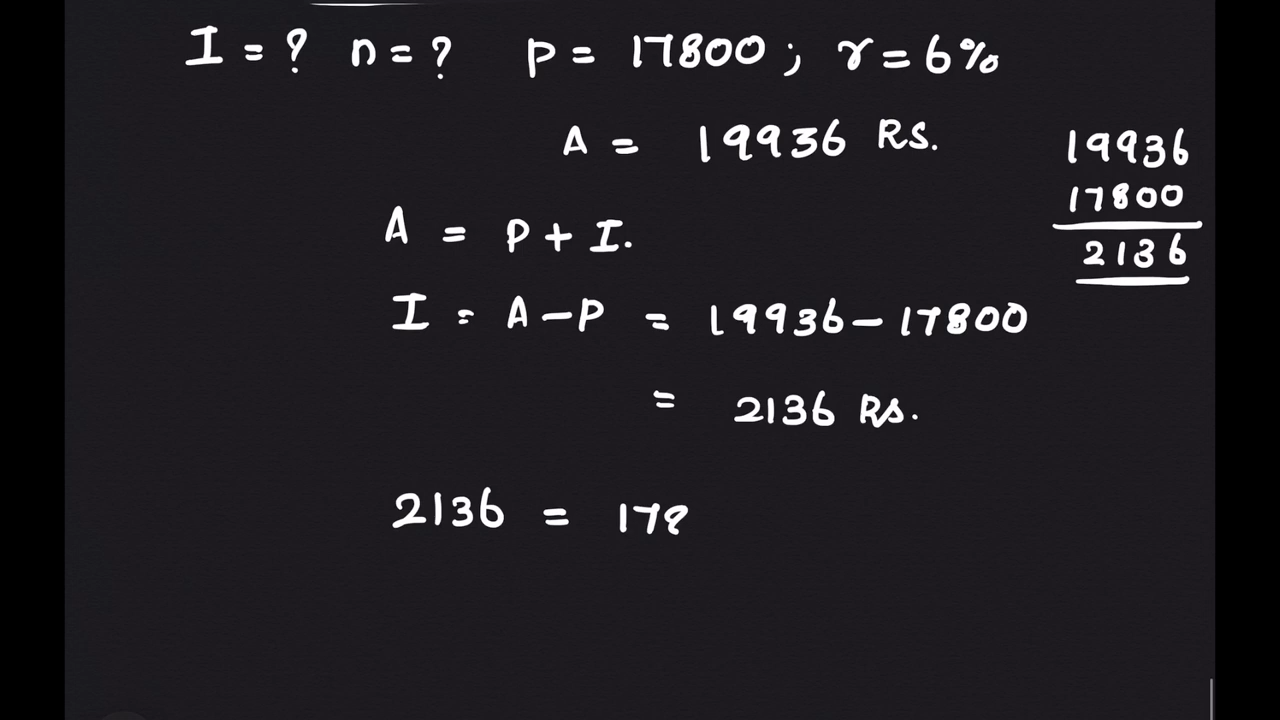 I = ? n = ? p = 17800 ; r = 6%
A = 19936 Rs.
19936
17800
2136
A = P + I.
I = A - P = 19936 - 17800
= 2136 Rs.
2136 = 178